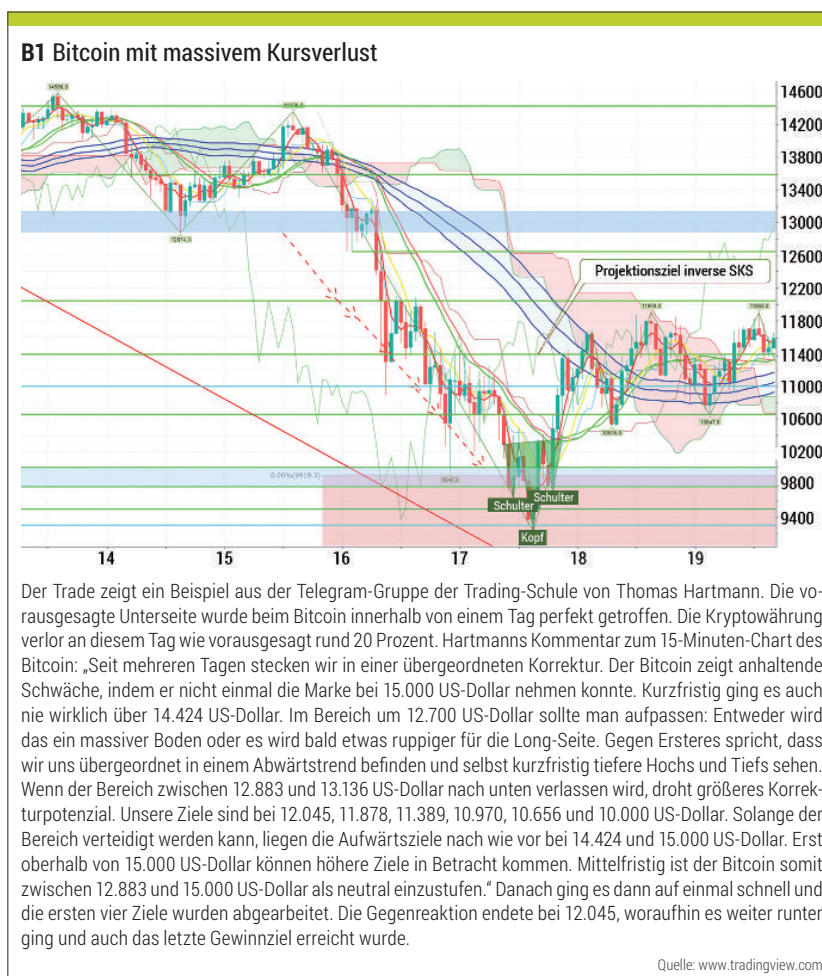 B1 Bitcoin mit massivem Kursverlust
14600
14200
13800
13400
13000
12600
12200
11800
11400
11000
10600
10200
9800
9400
Projektionsziel inverse SKS
0.00%(9919.3)
Schulter
Schulter
Kopf
14 15 16 17 18 19
Der Trade zeigt ein Beispiel aus der Telegram-Gruppe der Trading-Schule von Thomas Hartmann. Die vo-
rausgesagte Unterseite wurde beim Bitcoin innerhalb von einem Tag perfekt getroffen. Die Kryptowährung
verlor an diesem Tag wie vorausgesagt rund 20 Prozent. Hartmanns Kommentar zum 15-Minuten-Chart des
Bitcoin: „Seit mehreren Tagen stecken wir in einer übergeordneten Korrektur. Der Bitcoin zeigt anhaltende
Schwäche, indem er nicht einmal die Marke bei 15.000 US-Dollar nehmen konnte. Kurzfristig ging es auch
nie wirklich über 14.424 US-Dollar. Im Bereich um 12.700 US-Dollar sollte man aufpassen: Entweder wird
das ein massiver Boden oder es wird bald etwas ruppiger für die Long-Seite. Gegen Ersteres spricht, dass
wir uns übergeordnet in einem Abwärtstrend befinden und selbst kurzfristig tiefere Hochs und Tiefs sehen.
Wenn der Bereich zwischen 12.883 und 13.136 US-Dollar nach unten verlassen wird, droht größeres Korrek-
turpotenzial. Unsere Ziele sind bei 12.045, 11.878, 11.389, 10.970, 10.656 und 10.000 US-Dollar. Solange der
Bereich verteidigt werden kann, liegen die Aufwärtsziele nach wie vor bei 14.424 und 15.000 US-Dollar. Erst
oberhalb von 15.000 US-Dollar können höhere Ziele in Betracht kommen. Mittelfristig ist der Bitcoin somit
zwischen 12.883 und 15.000 US-Dollar als neutral einzustufen.“ Danach ging es dann auf einmal schnell und
die ersten vier Ziele wurden abgearbeitet. Die Gegenreaktion endete bei 12.045, woraufhin es weiter runter
ging und auch das letzte Gewinnziel erreicht wurde.
Quelle: www.tradingview.com